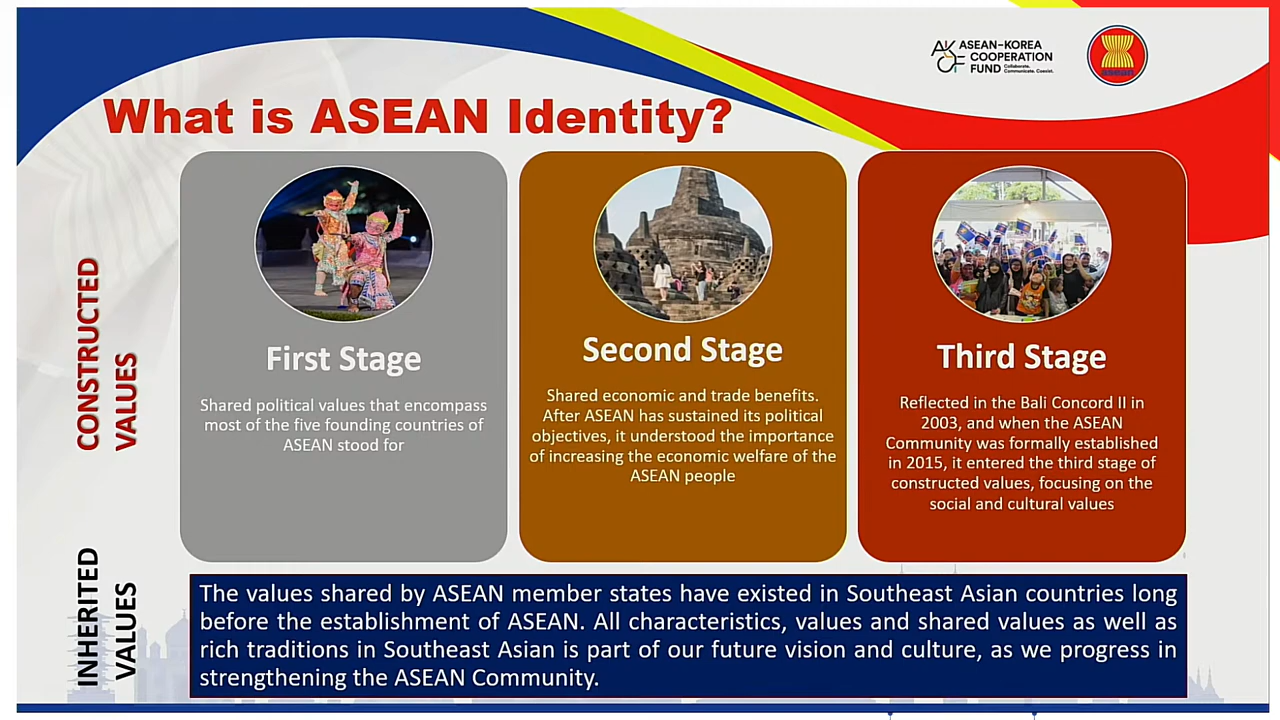 ASEAN-KOREA
COOPERATION
FUND Collaborate.
Communicate. Coexist.
asean
What is ASEAN Identity?
CONSTRUCTED
VALUES
First Stage
Shared political values that encompass
most of the five founding countries of
ASEAN stood for
Second Stage
Shared economic and trade benefits.
After ASEAN has sustained its political
objectives, it understood the importance
of increasing the economic welfare of the
ASEAN people
Third Stage
Reflected in the Bali Concord II in
2003, and when the ASEAN
Community was formally established
in 2015, it entered the third stage of
constructed values, focusing on the
social and cultural values
INHERITED
VALUES
The values shared by ASEAN member states have existed in Southeast Asian countries long
before the establishment of ASEAN. All characteristics, values and shared values as well as
rich traditions in Southeast Asian is part of our future vision and culture, as we progress in
strengthening the ASEAN Community.